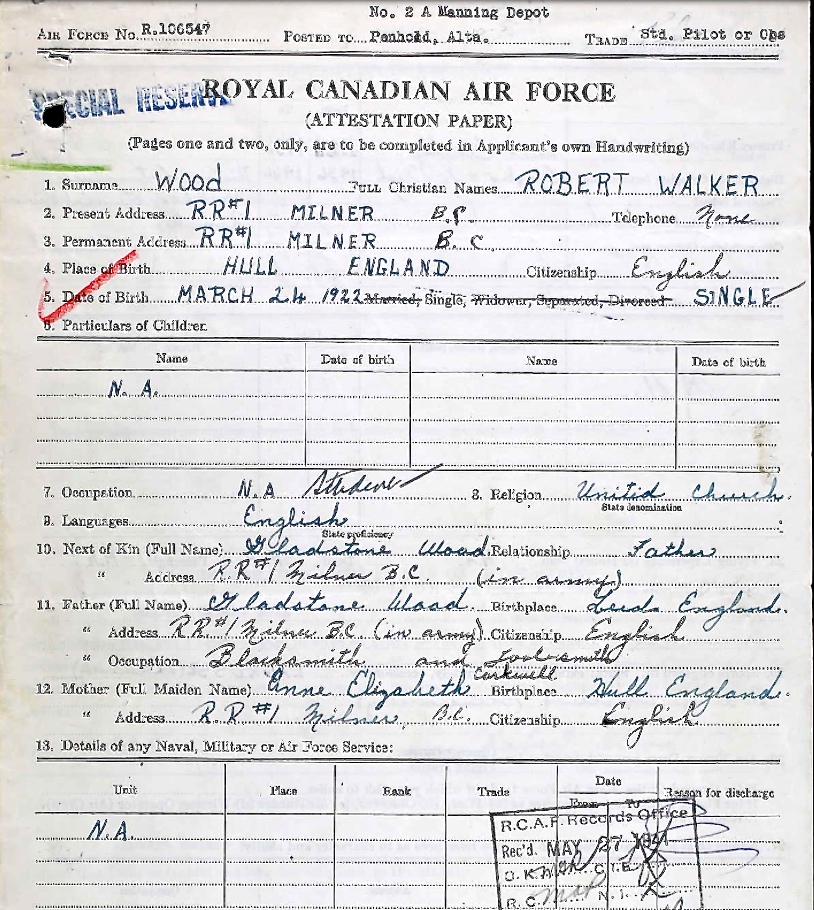 No. 2 A Manning Depot
AIR FORCE No. R.106547 POSTED TO Penhold, Alta. TRADE Std. Pilot or Obs
SPECIAL RESERVE
ROYAL CANADIAN AIR FORCE
(ATTESTATION PAPER)
(Pages one and two, only, are to be completed in Applicant's own Handwriting)
1. Surname WOOD FULL Christian Names ROBERT WALKER
2. Present Address RR#1 MILNER B.C. Telephone None
3. Permanent Address RR#1 MILNER B.C
4. Place of Birth HULL ENGLAND Citizenship English
5. Date of Birth MARCH 24 1922 Married, Single, Widower, Separated, Divorced SINGLE
6. Particulars of Children.
Name Date of birth Name Date of birth
N. A.
7. Occupation N.A Student 8. Religion United Church.
State denomination
9. Languages English
State proficiency
10. Next of Kin (Full Name) Gladstone Wood Relationship Father
" Address R.R#1 Milner B.C. (in army)
11. Father (Full Name) Gladstone Wood Birthplace Leeds England.
" Address RR#1 Milner B.C. (in army) Citizenship English
" Occupation Blacksmith and Toolsmith
12. Mother (Full Maiden Name) Anne Elizabeth Birthplace Hull England.
" Address R.R#1 Milner, B.C. Citizenship English
13. Details of any Naval, Military or Air Force Service:
Unit Place Rank Trade Date Reason for discharge
From To
N.A.
R.C.A.F. Records Office
Rec'd. MAY 27 1941